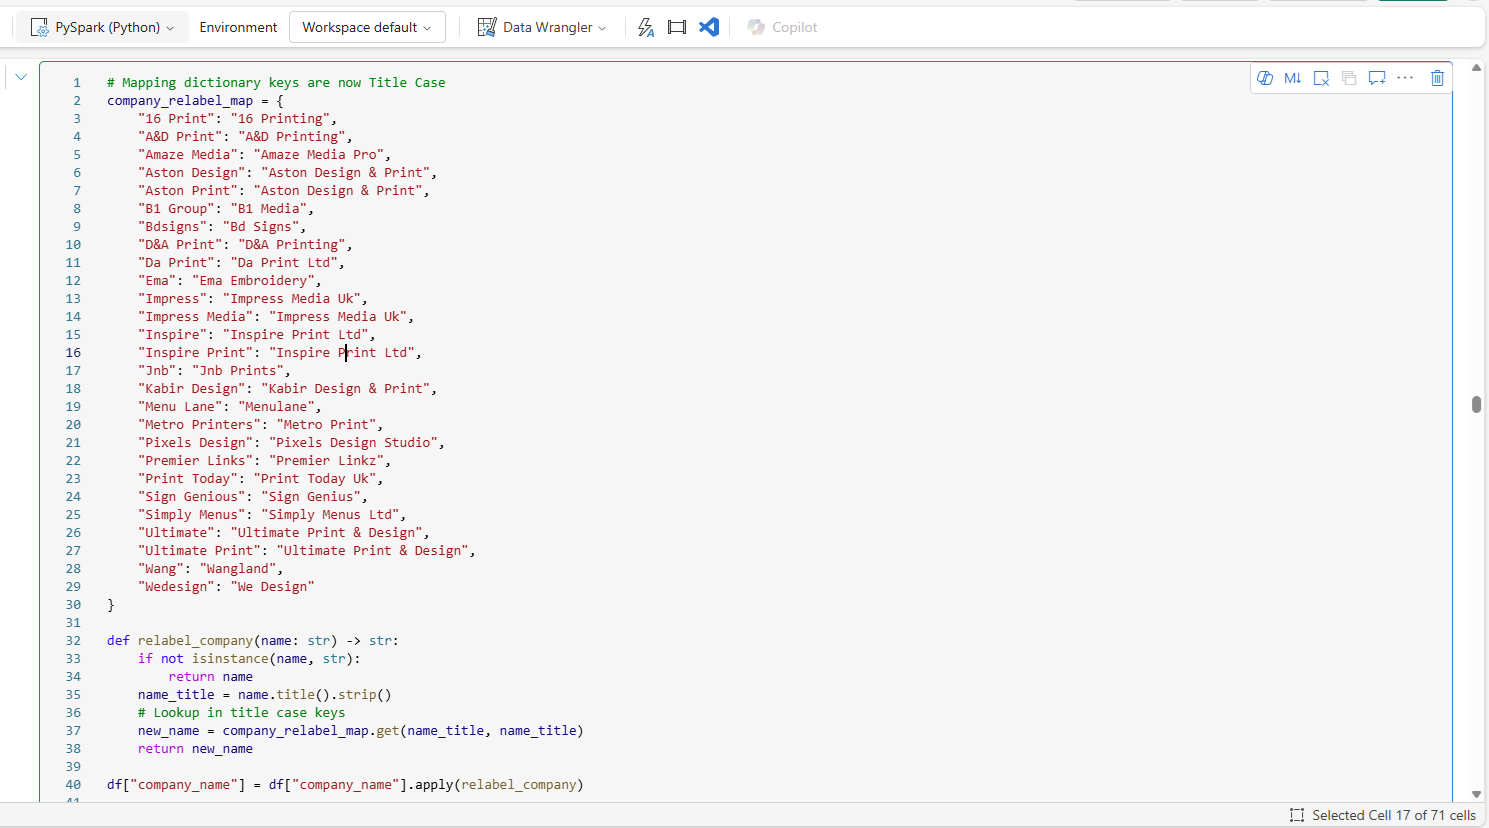 PySpark (Python) Environment Workspace default Data Wrangler Copilot
1 # Mapping dictionary keys are now Title Case
2 company_relabel_map = {
3 "16 Print": "16 Printing",
4 "A&D Print": "A&D Printing",
5 "Amaze Media": "Amaze Media Pro",
6 "Aston Design": "Aston Design & Print",
7 "Aston Print": "Aston Design & Print",
8 "B1 Group": "B1 Media",
9 "Bdsigns": "Bd Signs",
10 "D&A Print": "D&A Printing",
11 "Da Print": "Da Print Ltd",
12 "Ema": "Ema Embroidery",
13 "Impress": "Impress Media Uk",
14 "Impress Media": "Impress Media Uk",
15 "Inspire": "Inspire Print Ltd",
16 "Inspire Print": "Inspire Print Ltd",
17 "Jnb": "Jnb Prints",
18 "Kabir Design": "Kabir Design & Print",
19 "Menu Lane": "Menulane",
20 "Metro Printers": "Metro Print",
21 "Pixels Design": "Pixels Design Studio",
22 "Premier Links": "Premier Linkz",
23 "Print Today": "Print Today Uk",
24 "Sign Genious": "Sign Genius",
25 "Simply Menus": "Simply Menus Ltd",
26 "Ultimate": "Ultimate Print & Design",
27 "Ultimate Print": "Ultimate Print & Design",
28 "Wang": "Wangland",
29 "Wedesign": "We Design"
30 }
31
32 def relabel_company(name: str) -> str:
33 if not isinstance(name, str):
34 return name
35 name_title = name.title().strip()
36 # Lookup in title case keys
37 new_name = company_relabel_map.get(name_title, name_title)
38 return new_name
39
40 df["company_name"] = df["company_name"].apply(relabel_company)
41
M↓
Selected Cell 17 of 71 cells